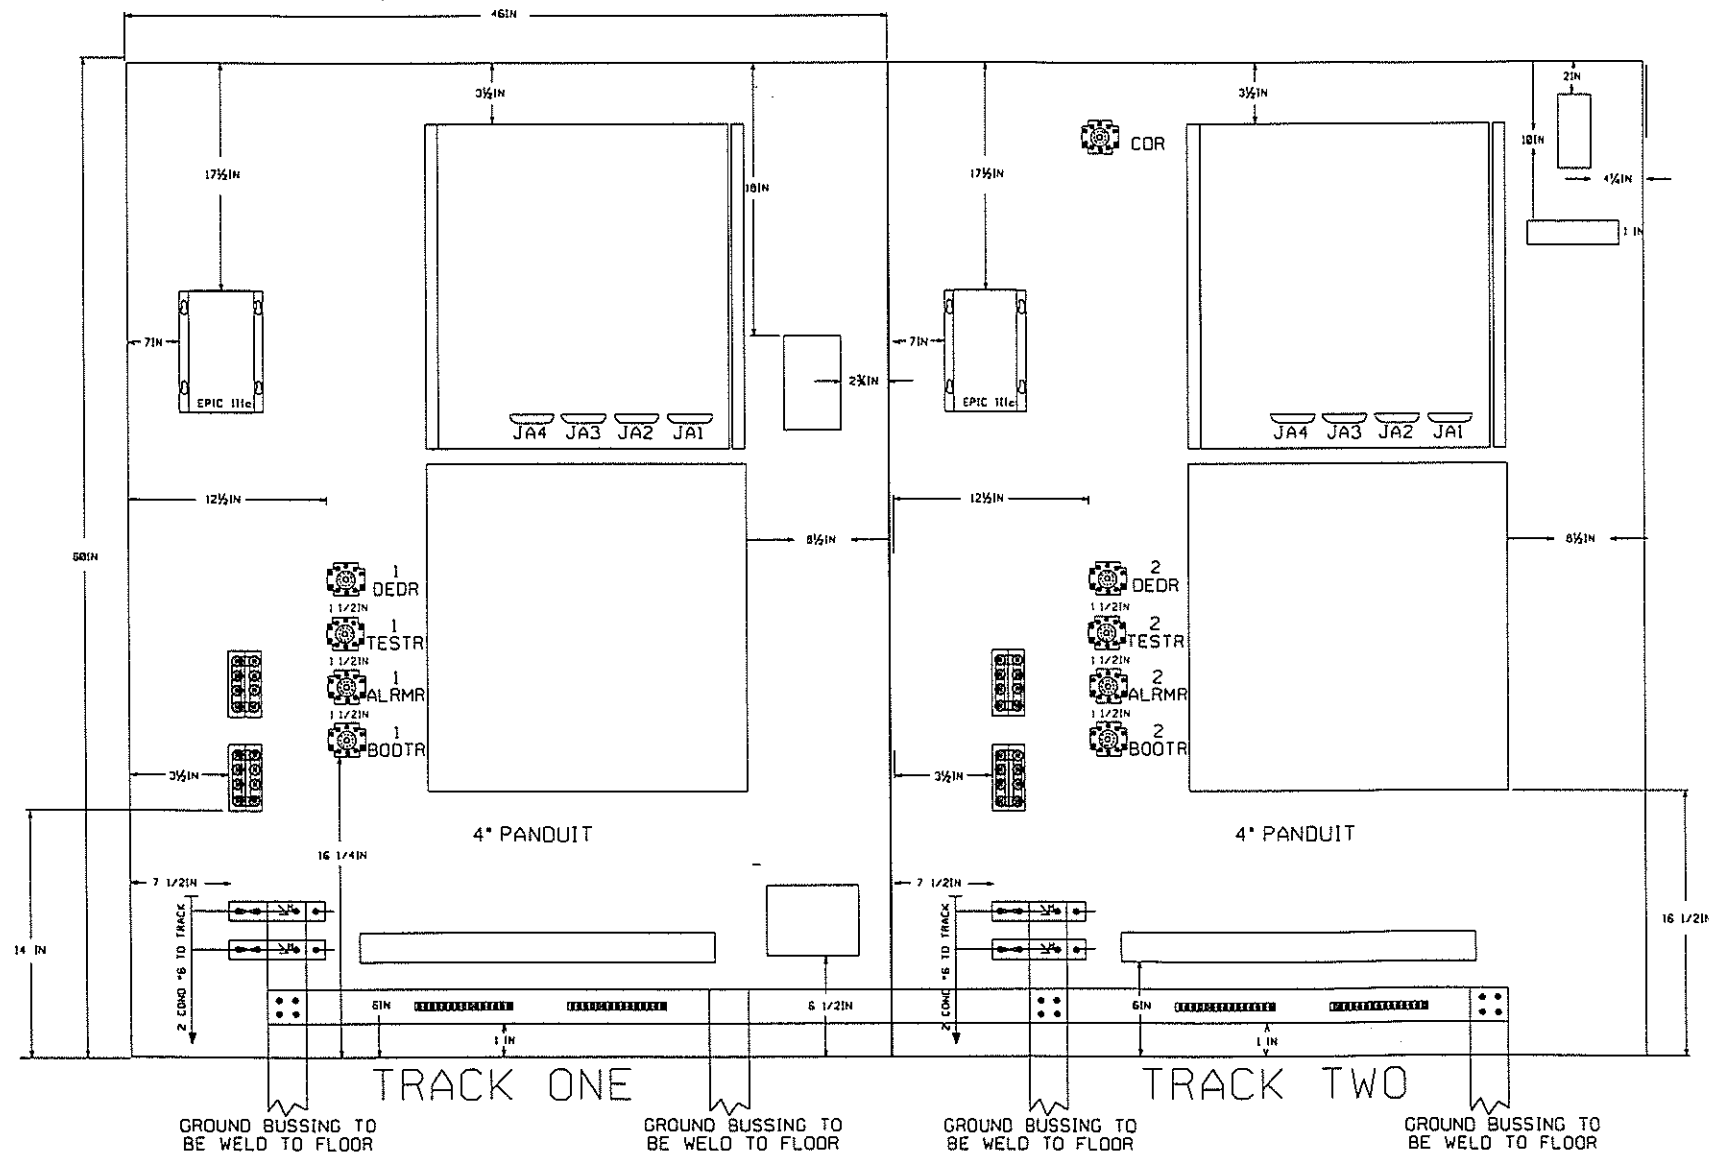 46IN
3½IN
3½IN
2IN
COR
10IN
17½IN
18IN
17½IN
4¼IN
1 IN
7IN
7IN
2¾IN
EPIC IIIc
EPIC IIIc
JA4 JA3 JA2 JA1
JA4 JA3 JA2 JA1
12½IN
12½IN
60IN
8½IN
8½IN
1
DEDR
2
DEDR
1 1/2IN
1 1/2IN
1
TESTR
2
TESTR
1 1/2IN
1 1/2IN
1
ALRMR
2
ALRMR
1 1/2IN
1 1/2IN
1
BOOTR
2
BOOTR
3½IN
3½IN
4" PANDUIT
4" PANDUIT
16 1/4IN
7 1/2IN
7 1/2IN
2 COND #6 TO TRACK
2 COND #6 TO TRACK
14 IN
16 1/2IN
6IN
6 1/2IN
6IN
1 IN
1 IN
TRACK ONE
TRACK TWO
GROUND BUSSING TO
BE WELD TO FLOOR
GROUND BUSSING TO
BE WELD TO FLOOR
GROUND BUSSING TO
BE WELD TO FLOOR
GROUND BUSSING TO
BE WELD TO FLOOR